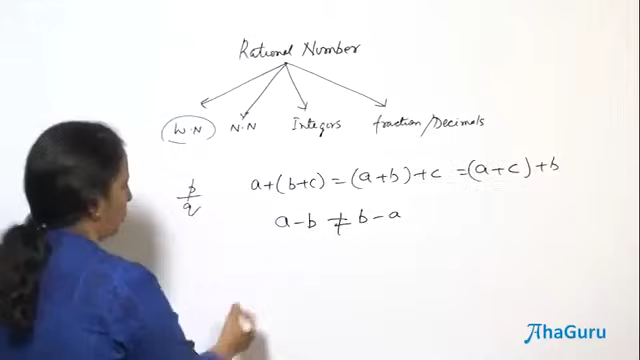 Rational Number
W.N N.N Integers fraction/Decimals
p/q
a+(b+c) = (a+b)+c = (a+c)+b
a-b ≠ b-a
AhaGuru